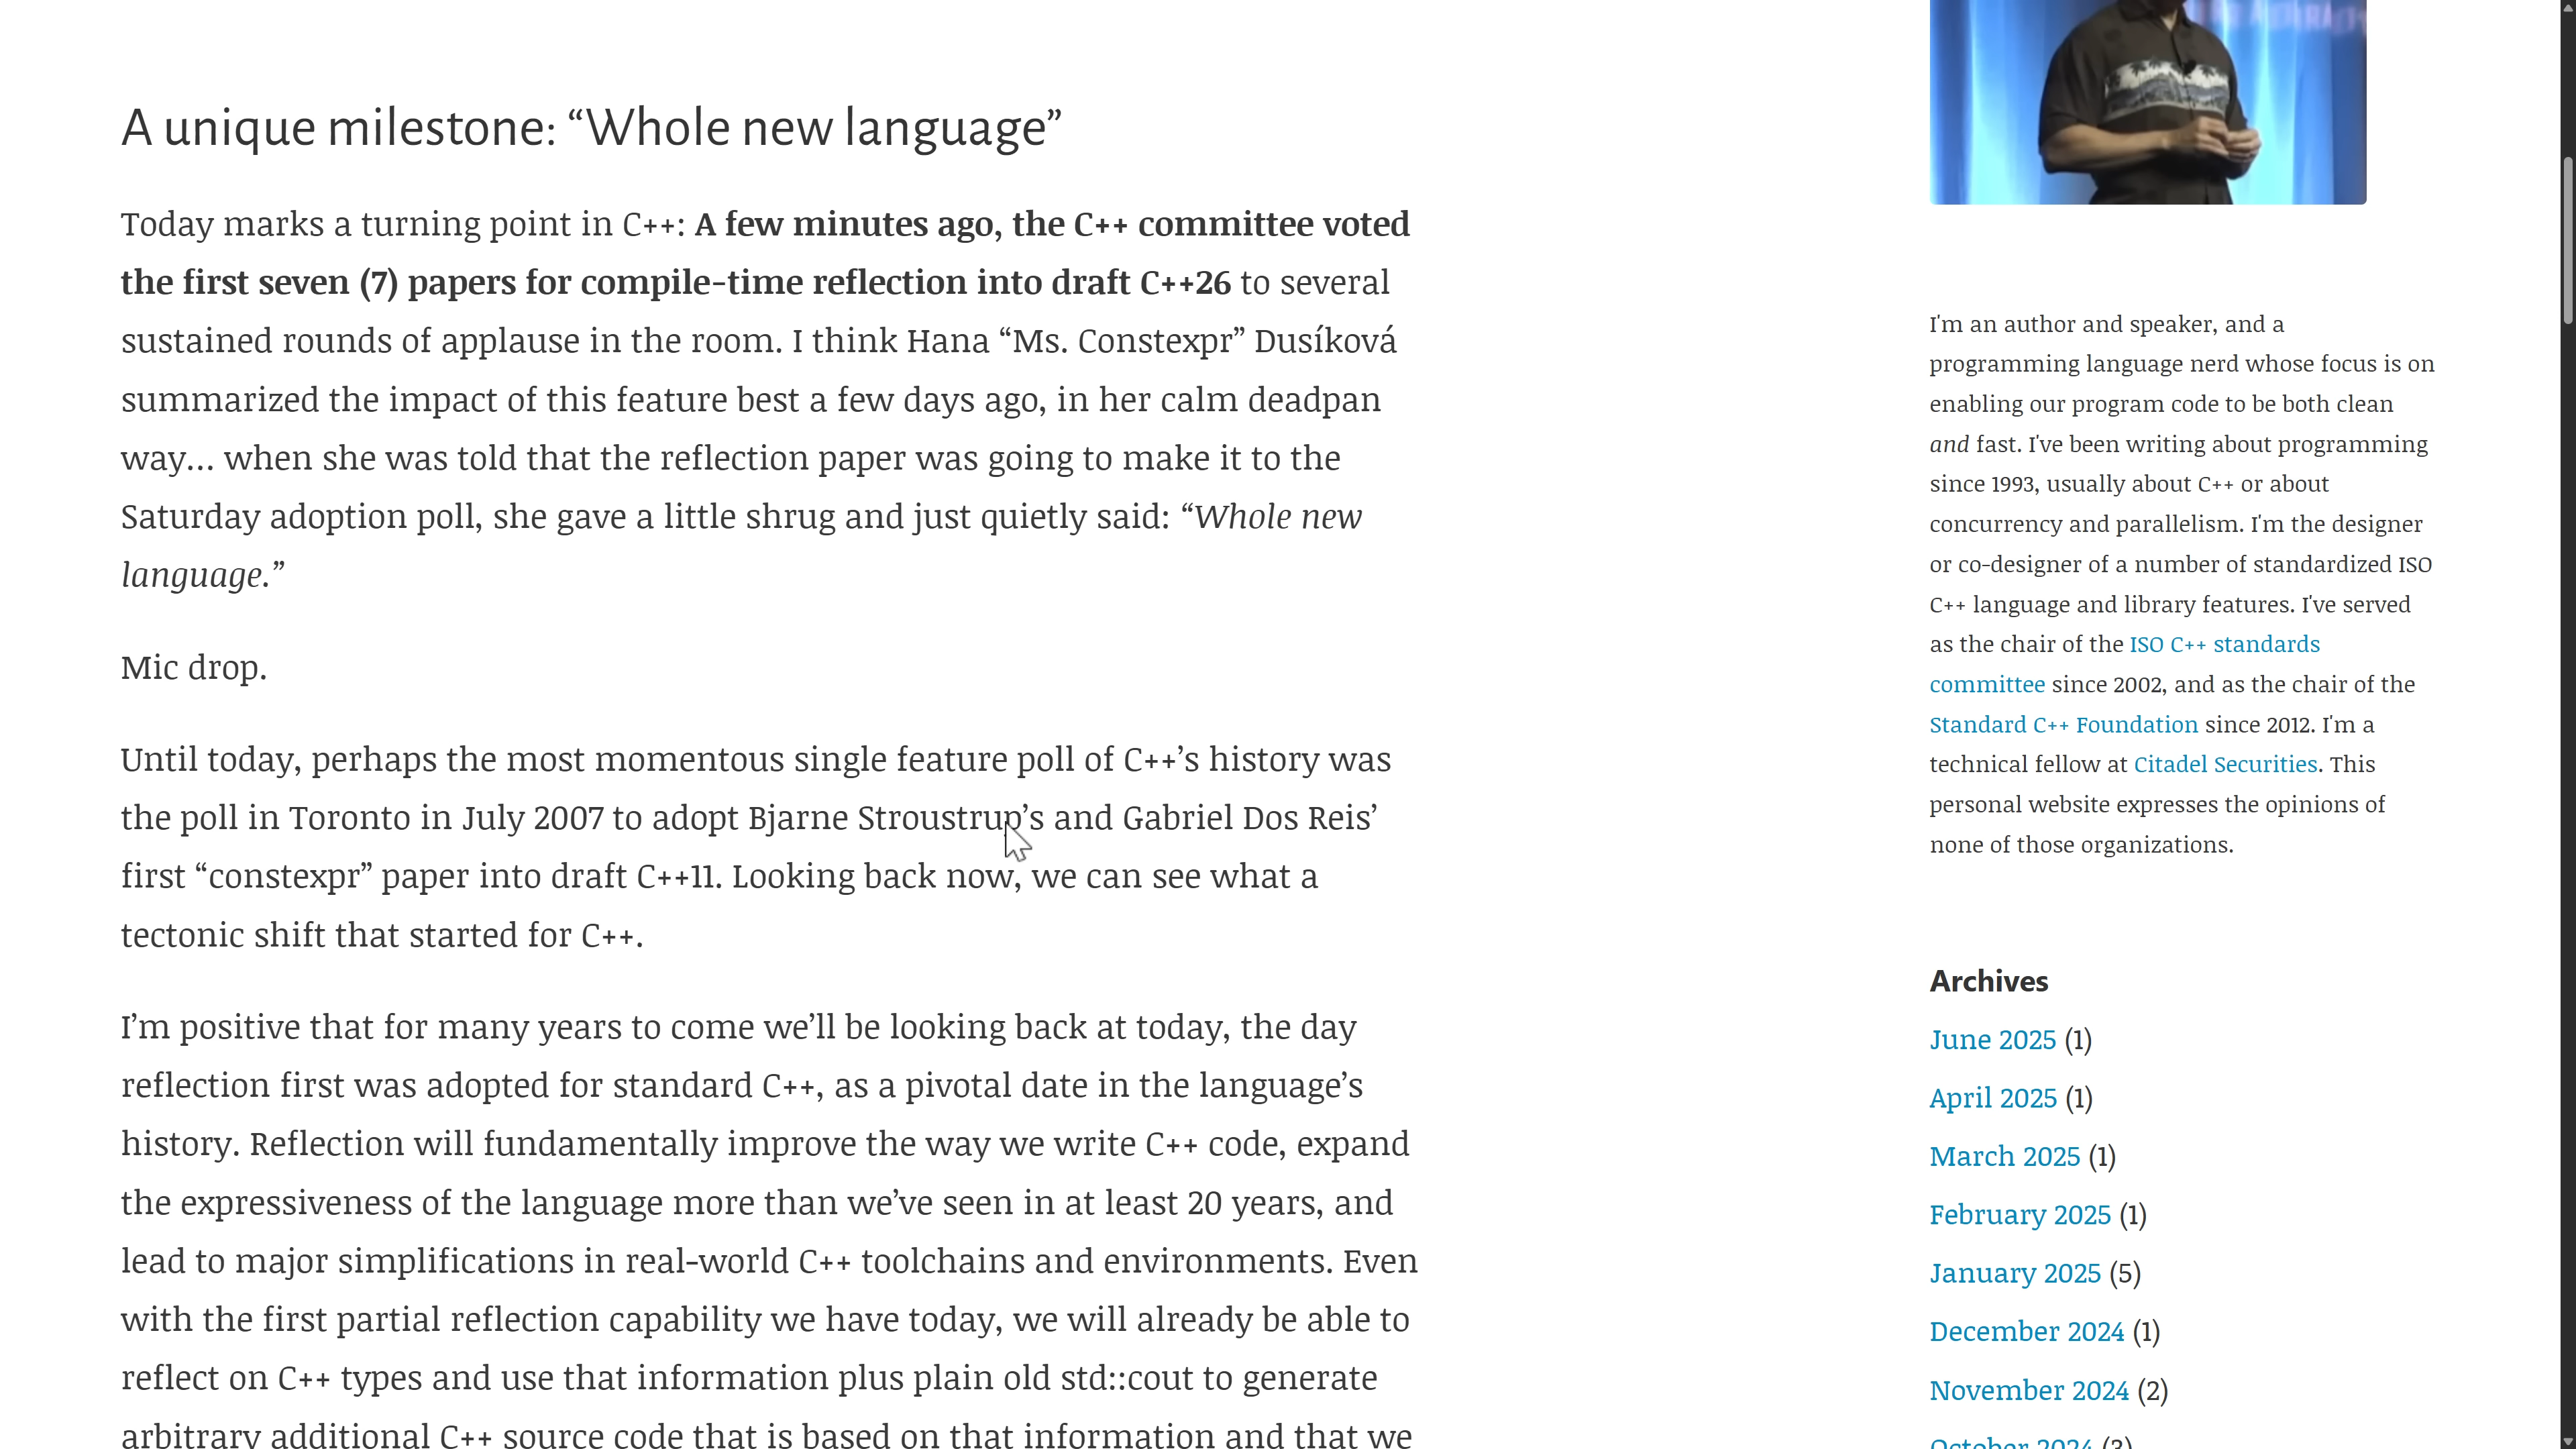 A unique milestone: “Whole new language”
Today marks a turning point in C++: A few minutes ago, the C++ committee voted
the first seven (7) papers for compile-time reflection into draft C++26 to several
sustained rounds of applause in the room. I think Hana “Ms. Constexpr” Dusíková
summarized the impact of this feature best a few days ago, in her calm deadpan
way… when she was told that the reflection paper was going to make it to the
Saturday adoption poll, she gave a little shrug and just quietly said: “Whole new
language.”
Mic drop.
Until today, perhaps the most momentous single feature poll of C++’s history was
the poll in Toronto in July 2007 to adopt Bjarne Stroustrup’s and Gabriel Dos Reis’
first “constexpr” paper into draft C++11. Looking back now, we can see what a
tectonic shift that started for C++.
I’m positive that for many years to come we’ll be looking back at today, the day
reflection first was adopted for standard C++, as a pivotal date in the language’s
history. Reflection will fundamentally improve the way we write C++ code, expand
the expressiveness of the language more than we’ve seen in at least 20 years, and
lead to major simplifications in real-world C++ toolchains and environments. Even
with the first partial reflection capability we have today, we will already be able to
reflect on C++ types and use that information plus plain old std::cout to generate
arbitrary additional C++ source code that is based on that information and that we
I'm an author and speaker, and a
programming language nerd whose focus is on
enabling our program code to be both clean
and fast. I've been writing about programming
since 1993, usually about C++ or about
concurrency and parallelism. I'm the designer
or co-designer of a number of standardized ISO
C++ language and library features. I've served
as the chair of the ISO C++ standards
committee since 2002, and as the chair of the
Standard C++ Foundation since 2012. I'm a
technical fellow at Citadel Securities. This
personal website expresses the opinions of
none of those organizations.
Archives
June 2025 (1)
April 2025 (1)
March 2025 (1)
February 2025 (1)
January 2025 (5)
December 2024 (1)
November 2024 (2)
October 2024 (3)